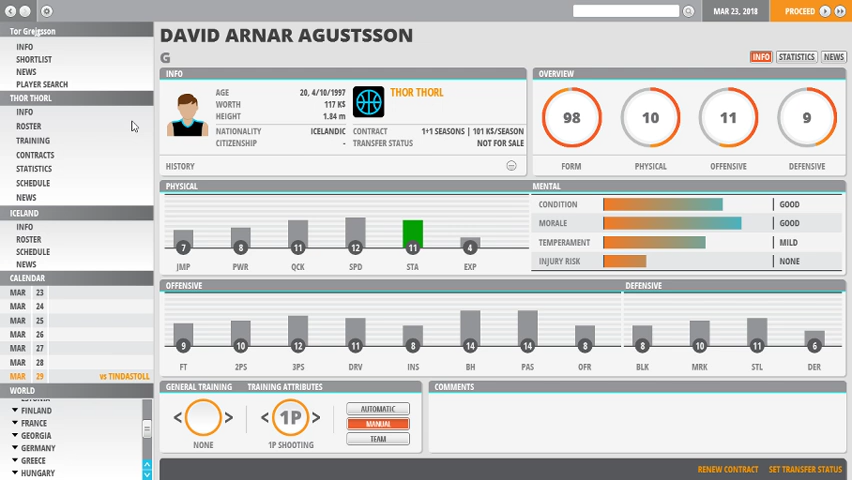 MAR 23, 2018 PROCEED
Tor Grejgsson
INFO
SHORTLIST
NEWS
PLAYER SEARCH
THOR THORL
INFO
ROSTER
TRAINING
CONTRACTS
STATISTICS
SCHEDULE
NEWS
ICELAND
INFO
ROSTER
SCHEDULE
NEWS
CALENDAR
MAR 23
MAR 24
MAR 25
MAR 26
MAR 27
MAR 28
MAR 29 vs TINDASTOLL
WORLD
ESTONIA
FINLAND
FRANCE
GEORGIA
GERMANY
GREECE
HUNGARY
DAVID ARNAR AGUSTSSON
G
INFO STATISTICS NEWS
INFO
AGE 20, 4/10/1997
WORTH 117 K$
HEIGHT 1.84 m
NATIONALITY ICELANDIC
CITIZENSHIP -
THOR THORL
CONTRACT 1+1 SEASONS | 101 K$/SEASON
TRANSFER STATUS NOT FOR SALE
HISTORY
OVERVIEW
98 10 11 9
FORM PHYSICAL OFFENSIVE DEFENSIVE
PHYSICAL
7 8 11 12 11 4
JMP PWR QCK SPD STA EXP
MENTAL
CONDITION GOOD
MORALE GOOD
TEMPERAMENT MILD
INJURY RISK NONE
OFFENSIVE
9 10 12 11 8 14 14 8
FT 2PS 3PS DRV INS BH PAS OFR
DEFENSIVE
8 10 11 6
BLK MRK STL DER
GENERAL TRAINING TRAINING ATTRIBUTES
< > < 1P >
NONE 1P SHOOTING
AUTOMATIC
MANUAL
TEAM
COMMENTS
RENEW CONTRACT SET TRANSFER STATUS